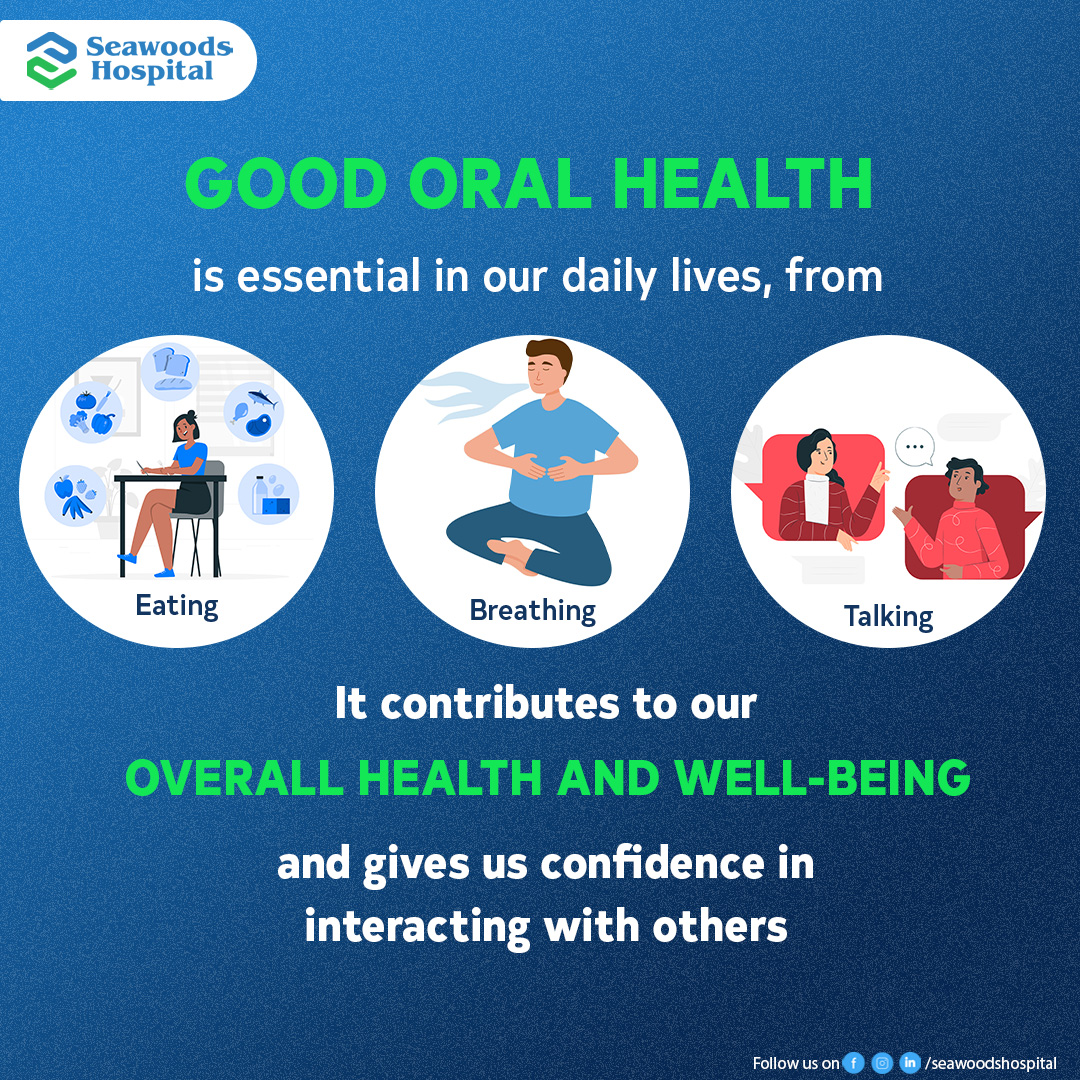 Seawoods
Hospital
GOOD ORAL HEALTH
is essential in our daily lives, from
Eating
Breathing
Talking
It contributes to our
OVERALL HEALTH AND WELL-BEING
and gives us confidence in
interacting with others
Follow us on /seawoodshospital